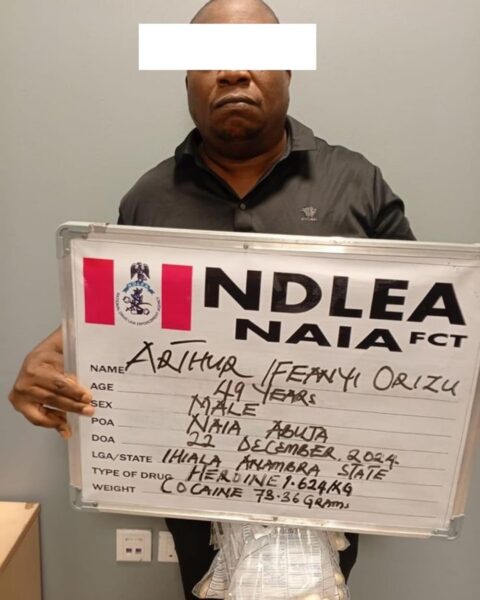 NDLEA
NAIA FCT
NAME ARTHUR IFEANYI ORIZU
AGE 49 YEARS
SEX MALE
POA NAIA ABUJA
DOA 22 DECEMBER, 2024
LGA/STATE IHIALA ANAMBRA STATE
TYPE OF DRUG HEROINE 1.624KG
WEIGHT COCAINE 78.36 GRAMS